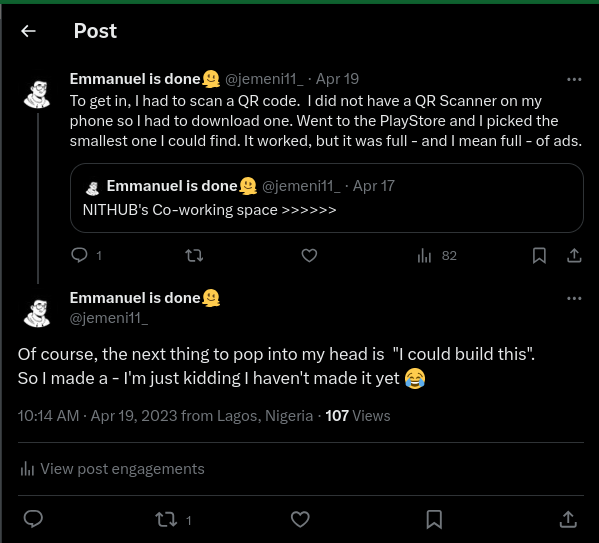 Post
Emmanuel is done🫠 @jemeni11_ · Apr 19
To get in, I had to scan a QR code.  I did not have a QR Scanner on my
phone so I had to download one. Went to the PlayStore and I picked the
smallest one I could find. It worked, but it was full - and I mean full - of ads.
Emmanuel is done🫠 @jemeni11_ · Apr 17
NITHUB's Co-working space >>>>>>
1 82
Emmanuel is done🫠
@jemeni11_
Of course, the next thing to pop into my head is  "I could build this".
So I made a - I'm just kidding I haven't made it yet 😂
10:14 AM · Apr 19, 2023 from Lagos, Nigeria · 107 Views
View post engagements
1